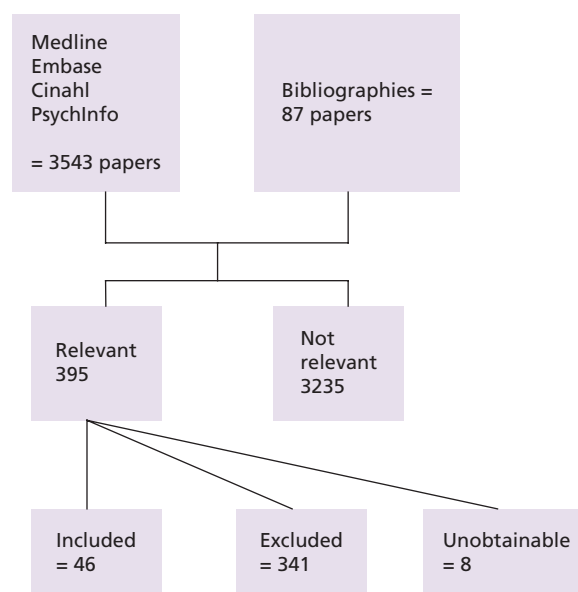 Medline
Embase
Cinahl
PsychInfo
= 3543 papers
Bibliographies =
87 papers
Relevant
395
Not
relevant
3235
Included
= 46
Excluded
= 341
Unobtainable
= 8